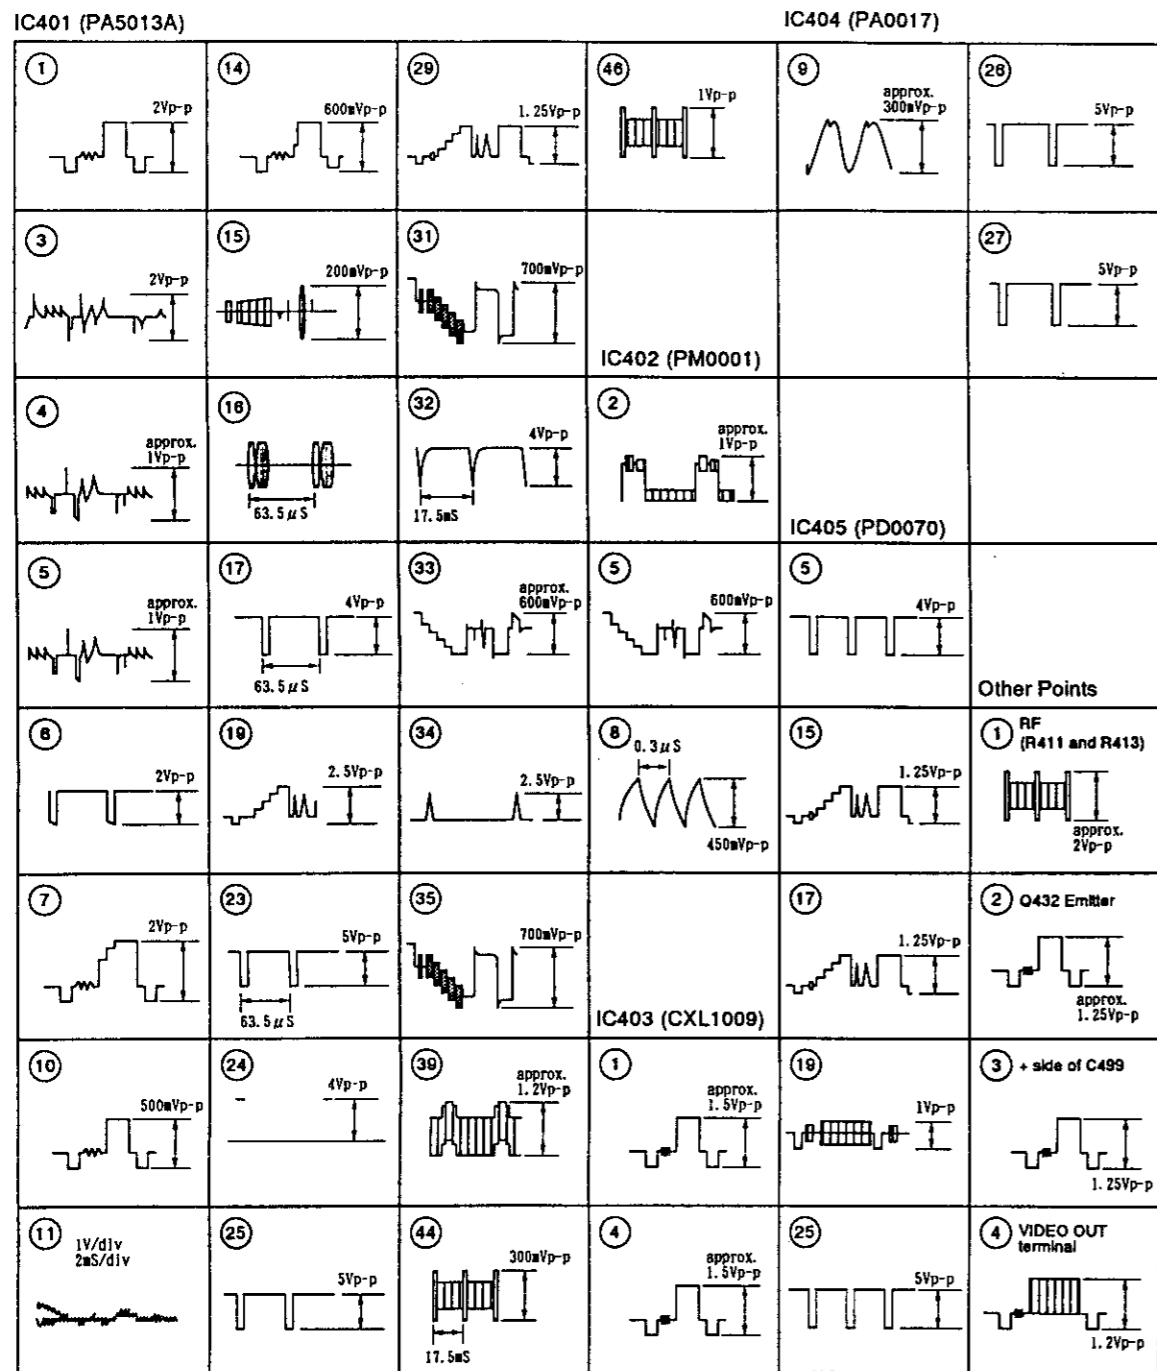 IC401 (PA5013A)
IC404 (PA0017)
1
2Vp-p
14
600mVp-p
29
1.25Vp-p
46
1Vp-p
9
approx.
300mVp-p
26
5Vp-p
3
2Vp-p
15
200mVp-p
31
700mVp-p
27
5Vp-p
IC402 (PM0001)
4
approx.
1Vp-p
16
63.5μS
32
4Vp-p
17.5mS
2
approx.
1Vp-p
IC405 (PD0070)
5
approx.
1Vp-p
17
4Vp-p
63.5μS
33
approx.
600mVp-p
5
600mVp-p
5
4Vp-p
Other Points
6
2Vp-p
19
2.5Vp-p
34
2.5Vp-p
8
0.3μS
450mVp-p
15
1.25Vp-p
1 RF
(R411 and R413)
approx.
2Vp-p
7
2Vp-p
23
5Vp-p
63.5μS
35
700mVp-p
IC403 (CXL1009)
17
1.25Vp-p
2 Q432 Emitter
approx.
1.25Vp-p
10
500mVp-p
24
4Vp-p
39
approx.
1.2Vp-p
1
approx.
1.5Vp-p
19
1Vp-p
3 + side of C499
1.25Vp-p
11
1V/div
2mS/div
25
5Vp-p
44
300mVp-p
17.5mS
4
approx.
1.5Vp-p
25
5Vp-p
4 VIDEO OUT
terminal
1.2Vp-p